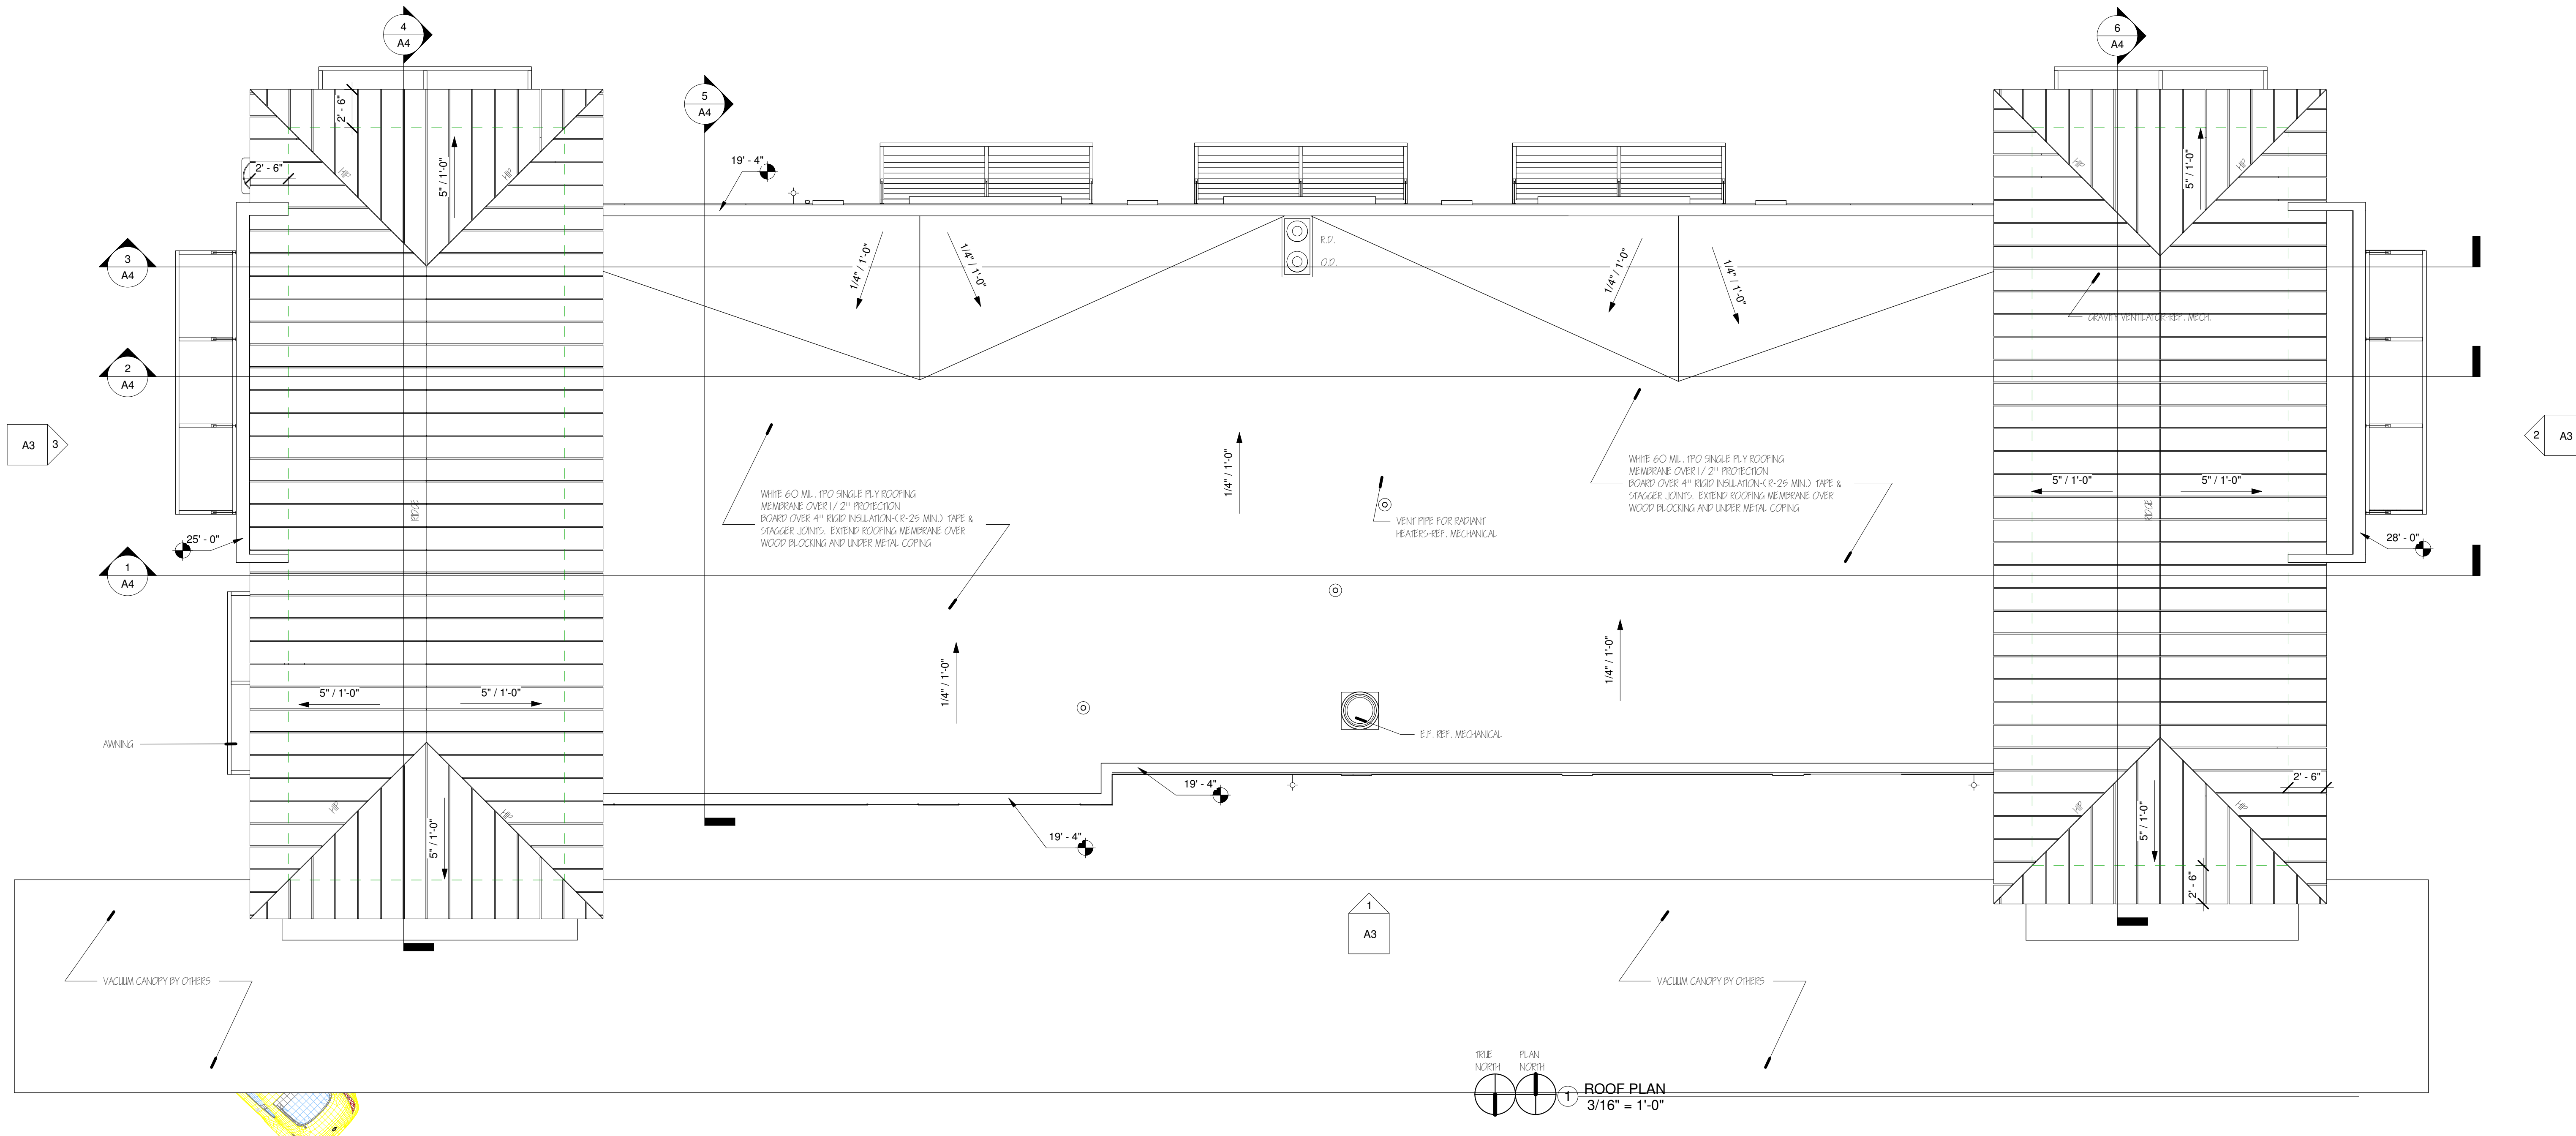 4
A4
6
A4
5
A4
2' - 6"
5" / 1'-0"
HIP
HIP
2' - 6"
19' - 4"
1/4" / 1'-0"
1/4" / 1'-0"
R.D.
O.D.
1/4" / 1'-0"
1/4" / 1'-0"
HIP
HIP
5" / 1'-0"
3
A4
GRAVITY VENTILATOR-REF. MECH.
2
A4
A3
3
2
A3
RIDGE
1/4" / 1'-0"
WHITE 60 MIL. TPO SINGLE PLY ROOFING
MEMBRANE OVER 1/ 2" PROTECTION
BOARD OVER 4" RIGID INSULATION-( R-25 MIN.) TAPE &
STAGGER JOINTS. EXTEND ROOFING MEMBRANE OVER
WOOD BLOCKING AND UNDER METAL COPING
WHITE 60 MIL. TPO SINGLE PLY ROOFING
MEMBRANE OVER 1/ 2" PROTECTION
BOARD OVER 4" RIGID INSULATION-( R-25 MIN.) TAPE &
STAGGER JOINTS. EXTEND ROOFING MEMBRANE OVER
WOOD BLOCKING AND UNDER METAL COPING
5" / 1'-0"
5" / 1'-0"
RIDGE
VENT PIPE FOR RADIANT
HEATERS-REF. MECHANICAL
25' - 0"
28' - 0"
1
A4
5" / 1'-0"
5" / 1'-0"
1/4" / 1'-0"
1/4" / 1'-0"
AWNING
E.F. REF. MECHANICAL
19' - 4"
19' - 4"
HIP
HIP
5" / 1'-0"
HIP
HIP
5" / 1'-0"
2' - 6"
2' - 6"
1
A3
VACUUM CANOPY BY OTHERS
VACUUM CANOPY BY OTHERS
TRUE
NORTH
PLAN
NORTH
1
ROOF PLAN
3/16" = 1'-0"